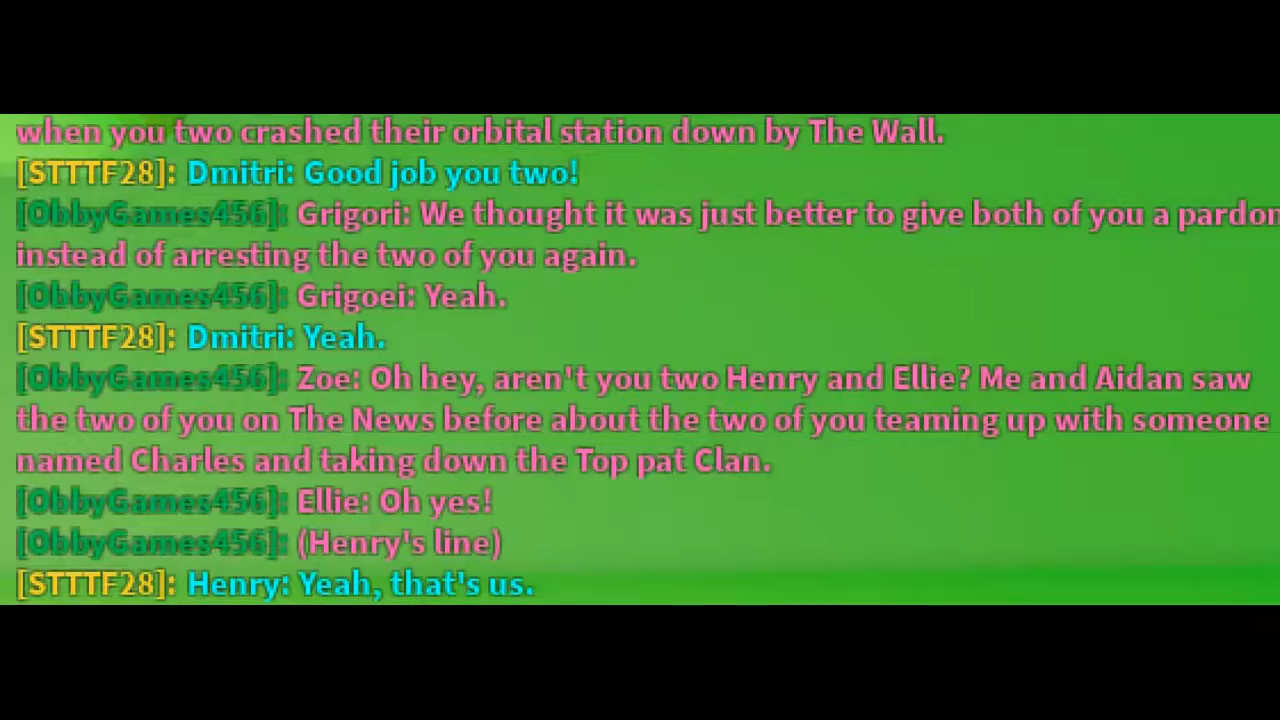 when you two crashed their orbital station down by The Wall.
[STTTF28]: Dmitri: Good job you two!
[ObbyGames456]: Grigori: We thought it was just better to give both of you a pardon
instead of arresting the two of you again.
[ObbyGames456]: Grigoei: Yeah.
[STTTF28]: Dmitri: Yeah.
[ObbyGames456]: Zoe: Oh hey, aren't you two Henry and Ellie? Me and Aidan saw
the two of you on The News before about the two of you teaming up with someone
named Charles and taking down the Top pat Clan.
[ObbyGames456]: Ellie: Oh yes!
[ObbyGames456]: (Henry's line)
[STTTF28]: Henry: Yeah, that's us.